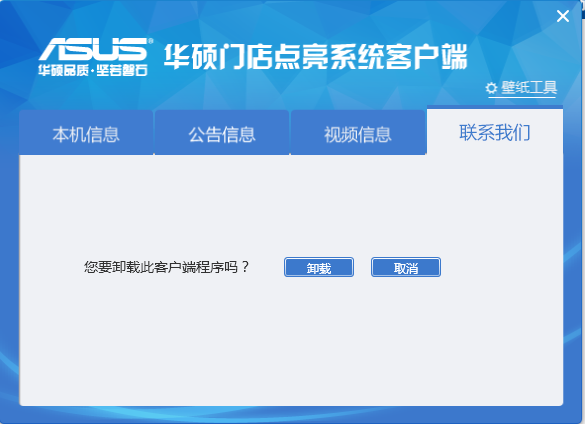 ASUS® 华硕门店点亮系统客户端
华硕品质·坚若磐石
壁纸工具
本机信息 公告信息 视频信息 联系我们
您要卸载此客户端程序吗？ 卸载 取消